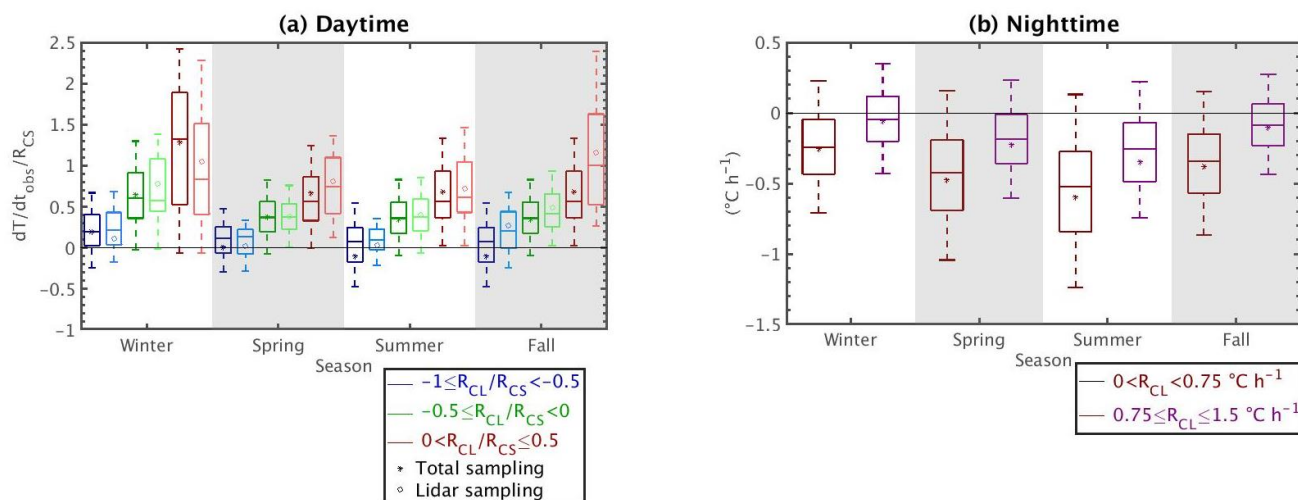 (a) Daytime
2.5
2
1.5
1
0.5
0
-0.5
-1
dT/dt_obs/R_CS
Winter Spring Summer Fall
Season
-1≤R_CL/R_CS<-0.5
-0.5≤R_CL/R_CS<0
0<R_CL/R_CS≤0.5
* Total sampling
○ Lidar sampling
(b) Nighttime
0.5
0
-0.5
-1
-1.5
(°C h⁻¹)
Winter Spring Summer Fall
Season
0<R_CL<0.75 °C h⁻¹
0.75≤R_CL≤1.5 °C h⁻¹